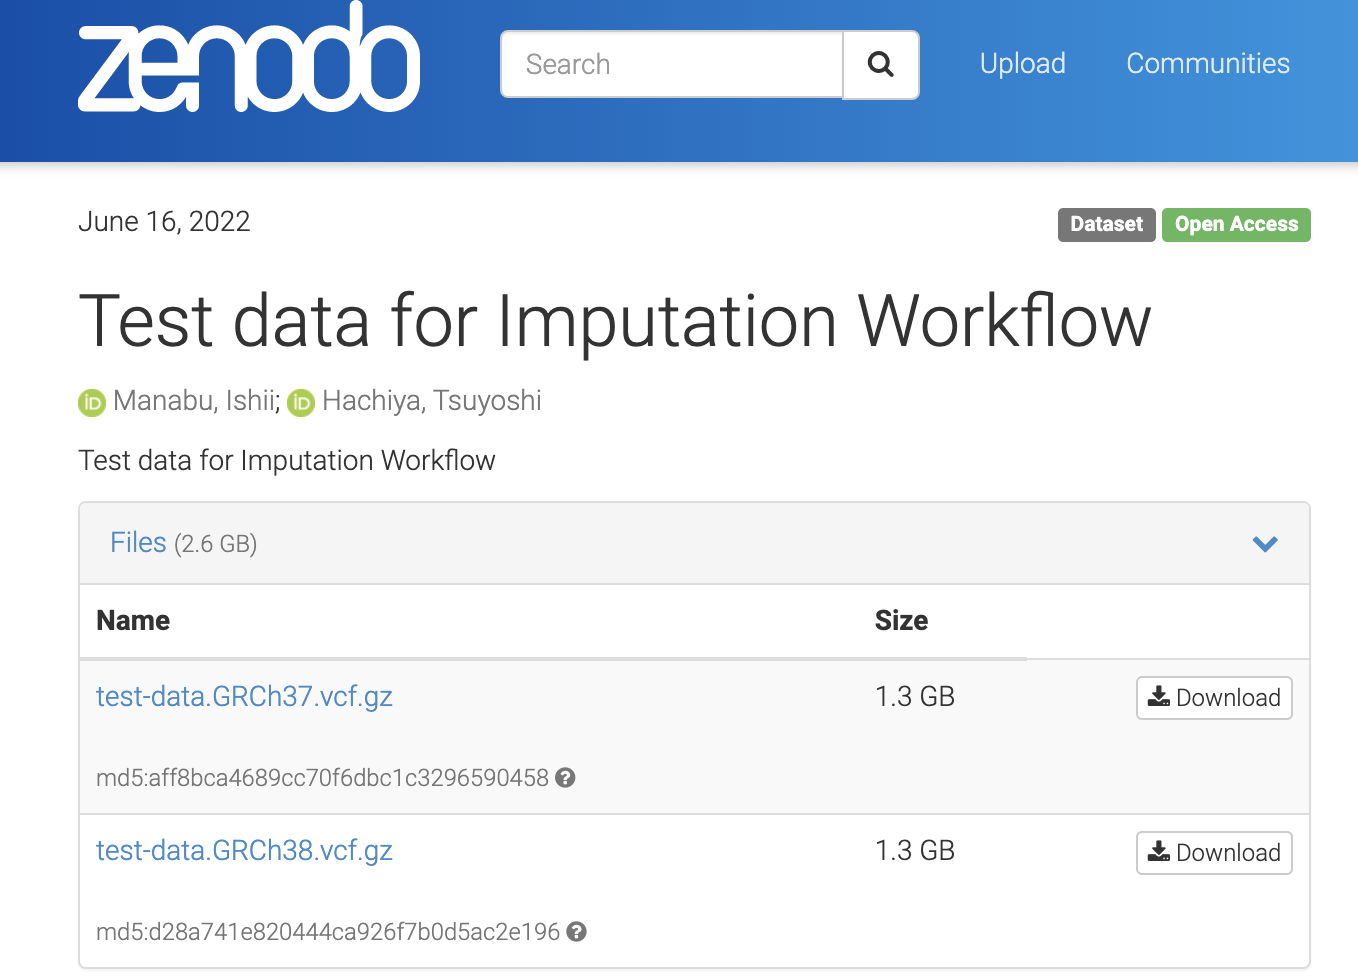 zenodo
Search
Upload
Communities
June 16, 2022
Dataset
Open Access
Test data for Imputation Workflow
iD Manabu, Ishii; iD Hachiya, Tsuyoshi
Test data for Imputation Workflow
Files (2.6 GB)
Name Size
test-data.GRCh37.vcf.gz 1.3 GB Download
md5:aff8bca4689cc70f6dbc1c3296590458 ?
test-data.GRCh38.vcf.gz 1.3 GB Download
md5:d28a741e820444ca926f7b0d5ac2e196 ?